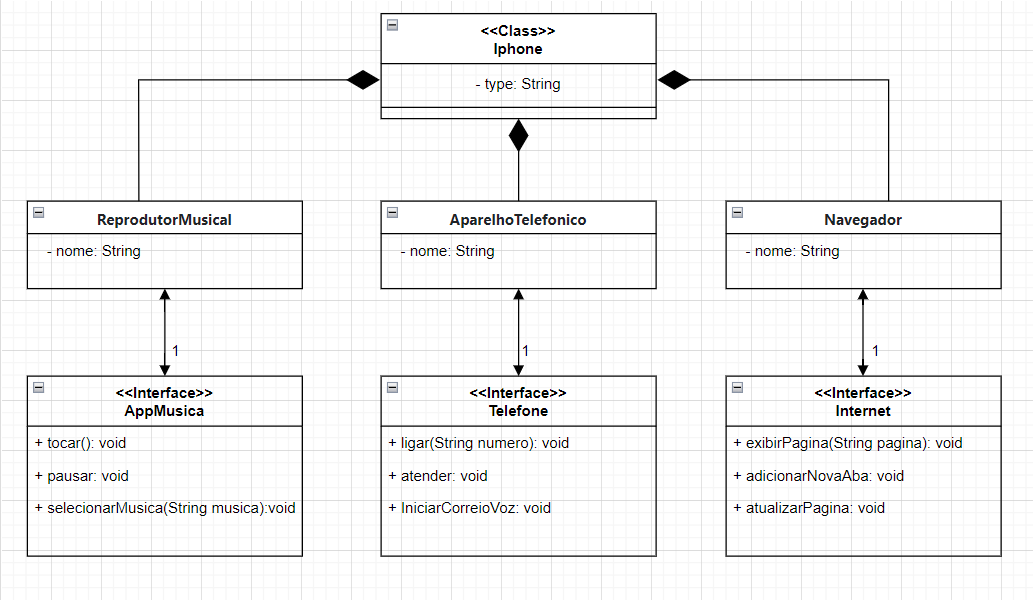 <<Class>>
Iphone
- type: String
ReprodutorMusical
- nome: String
AparelhoTelefonico
- nome: String
Navegador
- nome: String
1
1
1
<<Interface>>
AppMusica
+ tocar(): void
+ pausar: void
+ selecionarMusica(String musica):void
<<Interface>>
Telefone
+ ligar(String numero): void
+ atender: void
+ IniciarCorreioVoz: void
<<Interface>>
Internet
+ exibirPagina(String pagina): void
+ adicionarNovaAba: void
+ atualizarPagina: void